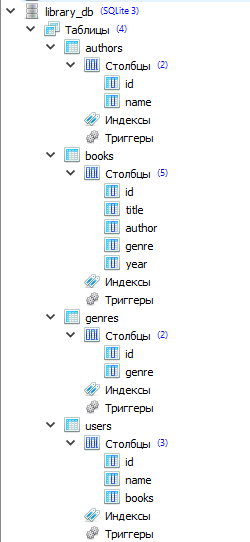 library_db (SQLite 3)
Таблицы (4)
authors
Столбцы (2)
id
name
Индексы
Триггеры
books
Столбцы (5)
id
title
author
genre
year
Индексы
Триггеры
genres
Столбцы (2)
id
genre
Индексы
Триггеры
users
Столбцы (3)
id
name
books
Индексы
Триггеры